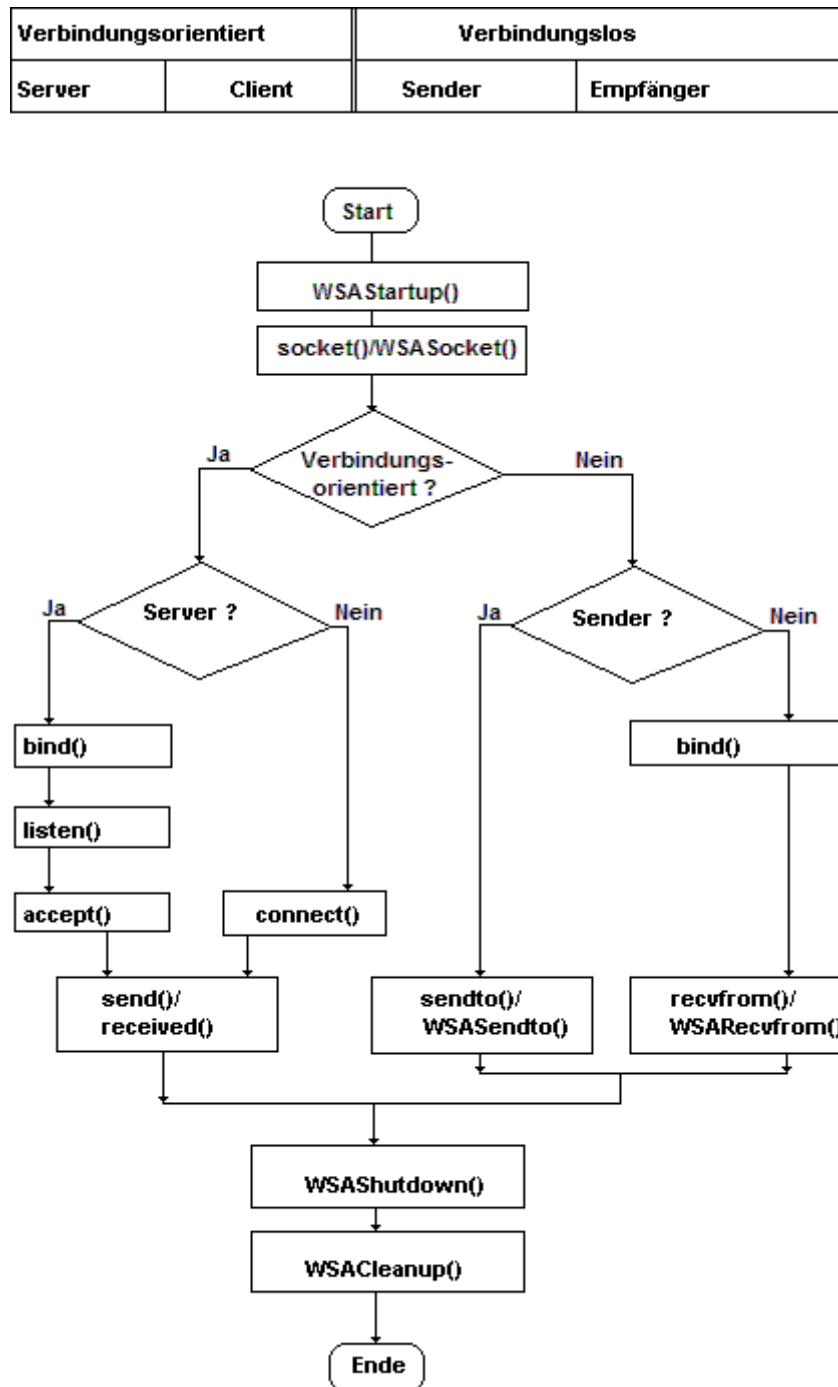 Verbindungsorientiert Verbindungslos
Server Client Sender Empfänger
Start
WSAStartup()
socket()/WSASocket()
Ja
Verbindungs-
orientiert ?
Nein
Ja
Server ?
Nein
Ja
Sender ?
Nein
bind()
bind()
listen()
accept()
connect()
send()/
received()
sendto()/
WSASendto()
recvfrom()/
WSARecvfrom()
WSAShutdown()
WSACleanup()
Ende